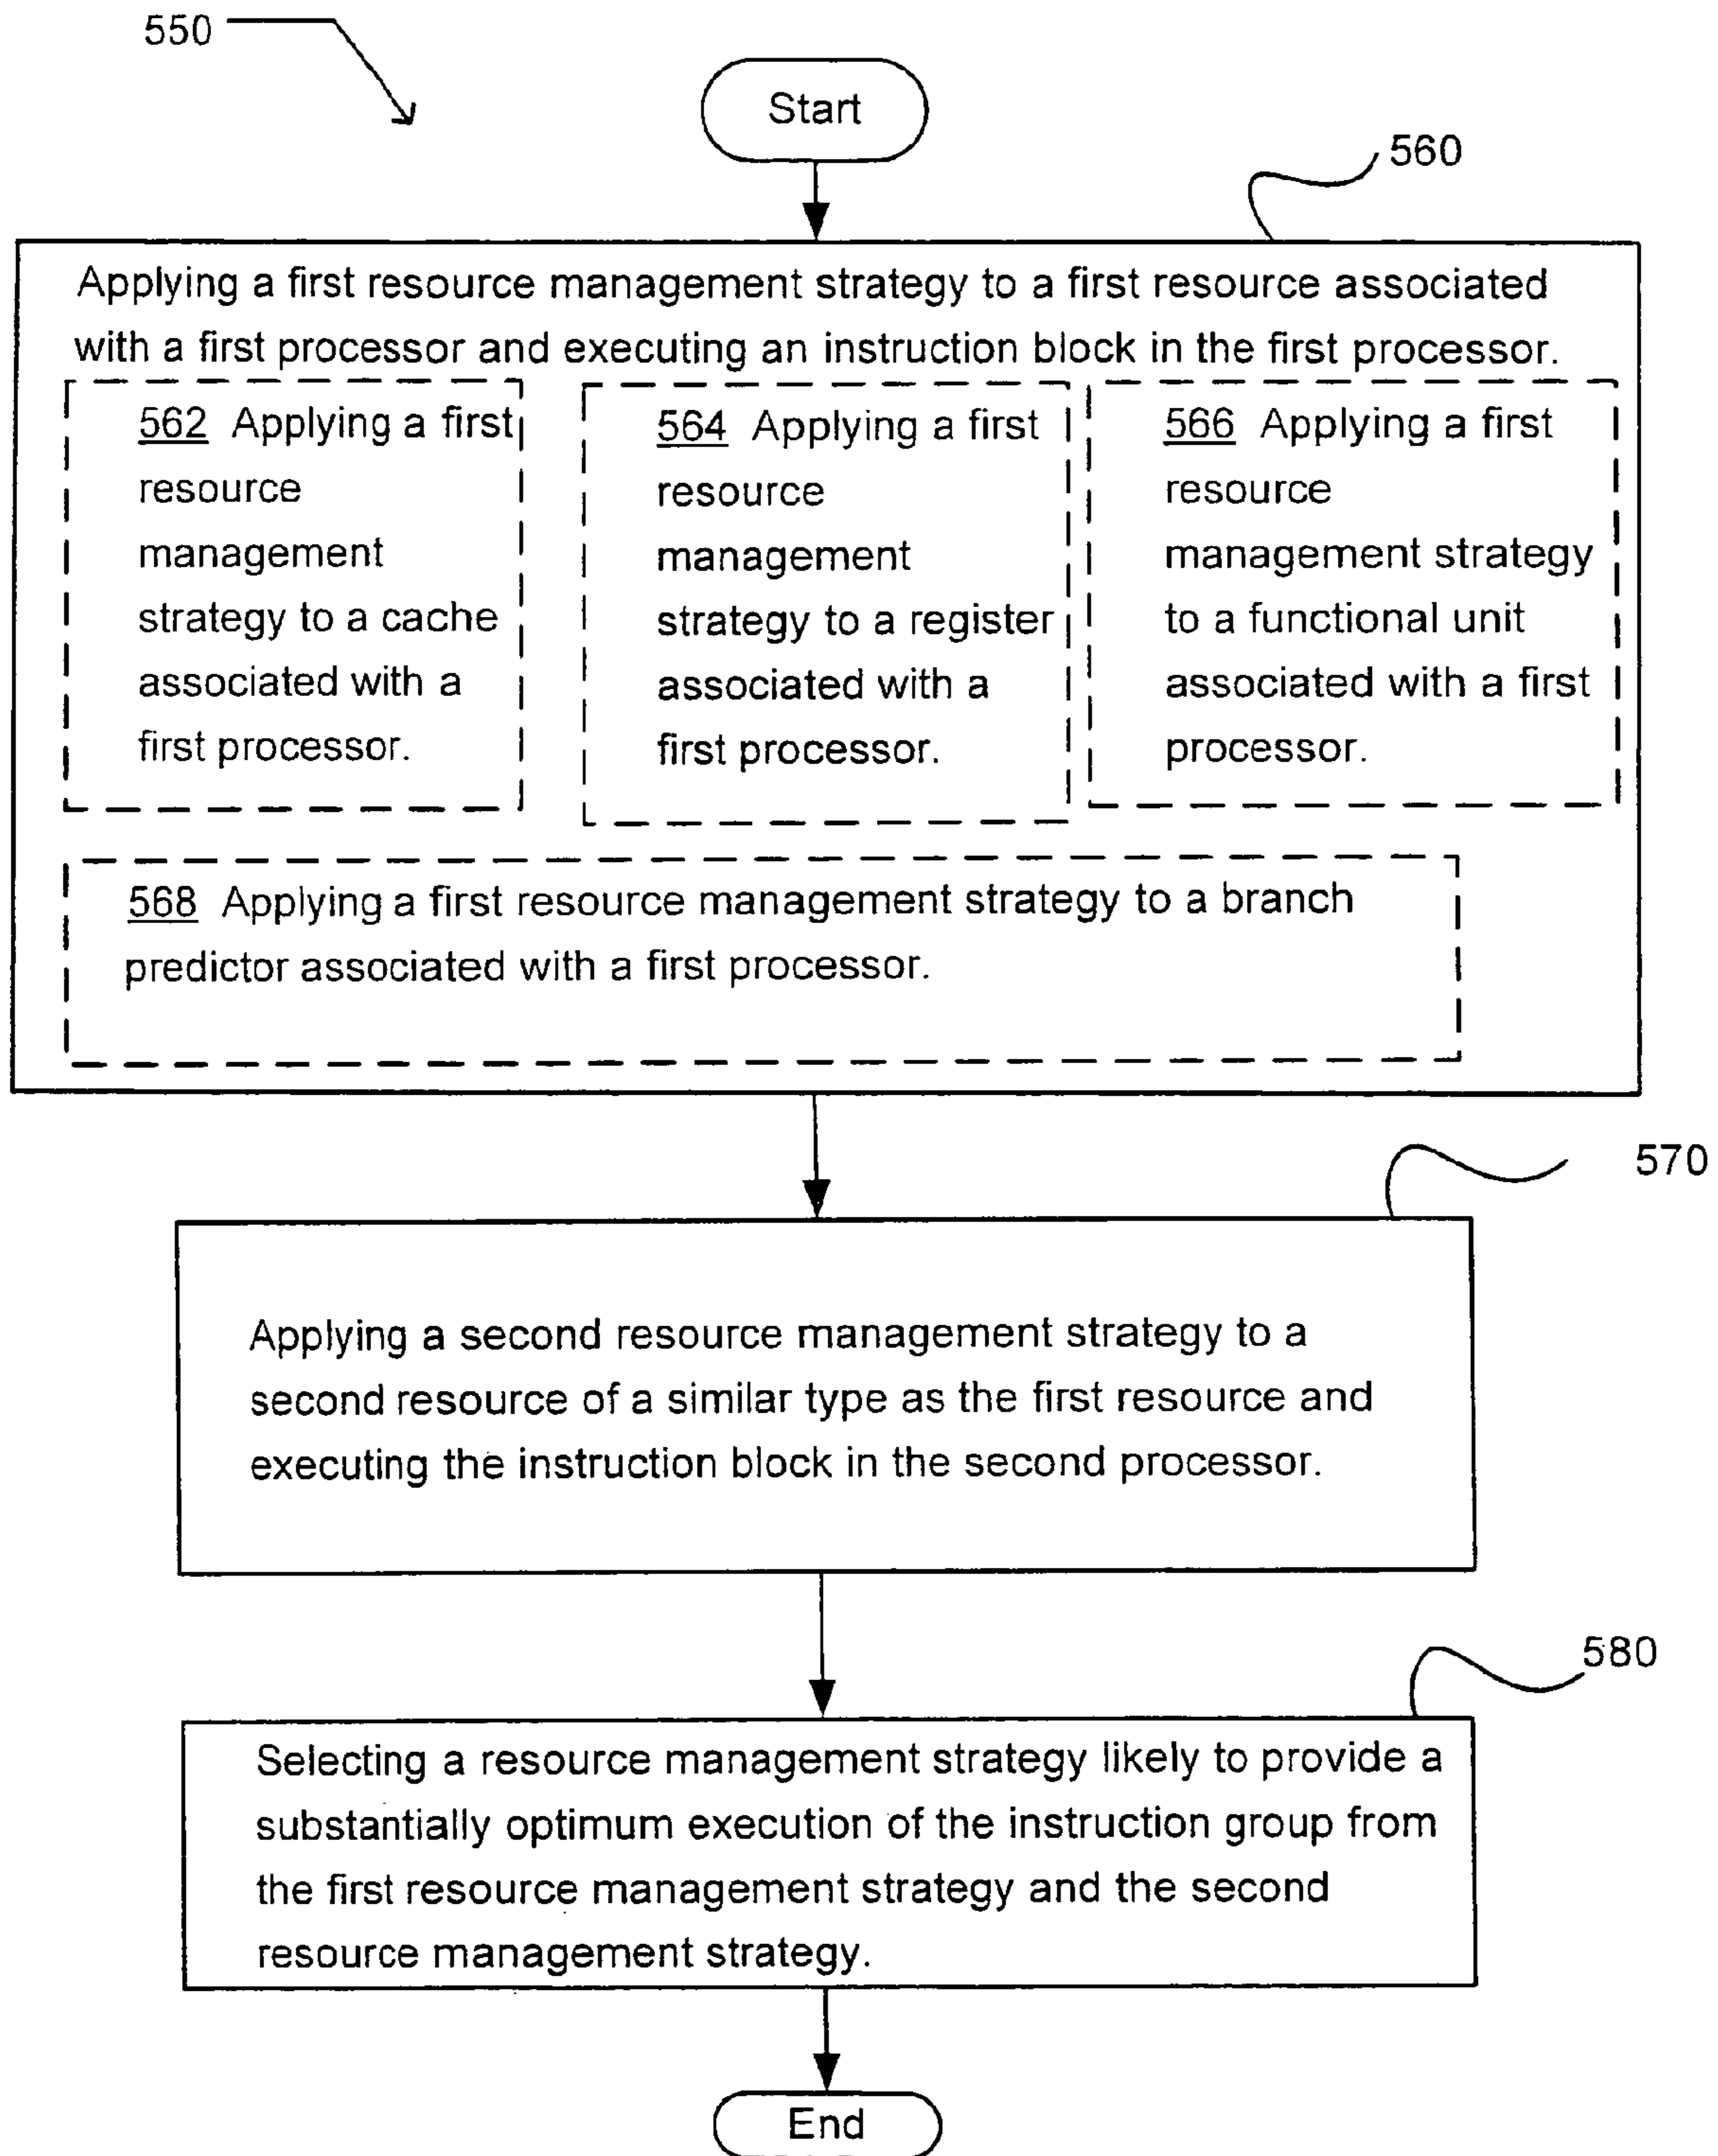 550
Start
560
Applying a first resource management strategy to a first resource associated
with a first processor and executing an instruction block in the first processor.
562 Applying a first
resource
management
strategy to a cache
associated with a
first processor.
564 Applying a first
resource
management
strategy to a register
associated with a
first processor.
566 Applying a first
resource
management strategy
to a functional unit
associated with a first
processor.
568 Applying a first resource management strategy to a branch
predictor associated with a first processor.
570
Applying a second resource management strategy to a
second resource of a similar type as the first resource and
executing the instruction block in the second processor.
580
Selecting a resource management strategy likely to provide a
substantially optimum execution of the instruction group from
the first resource management strategy and the second
resource management strategy.
End